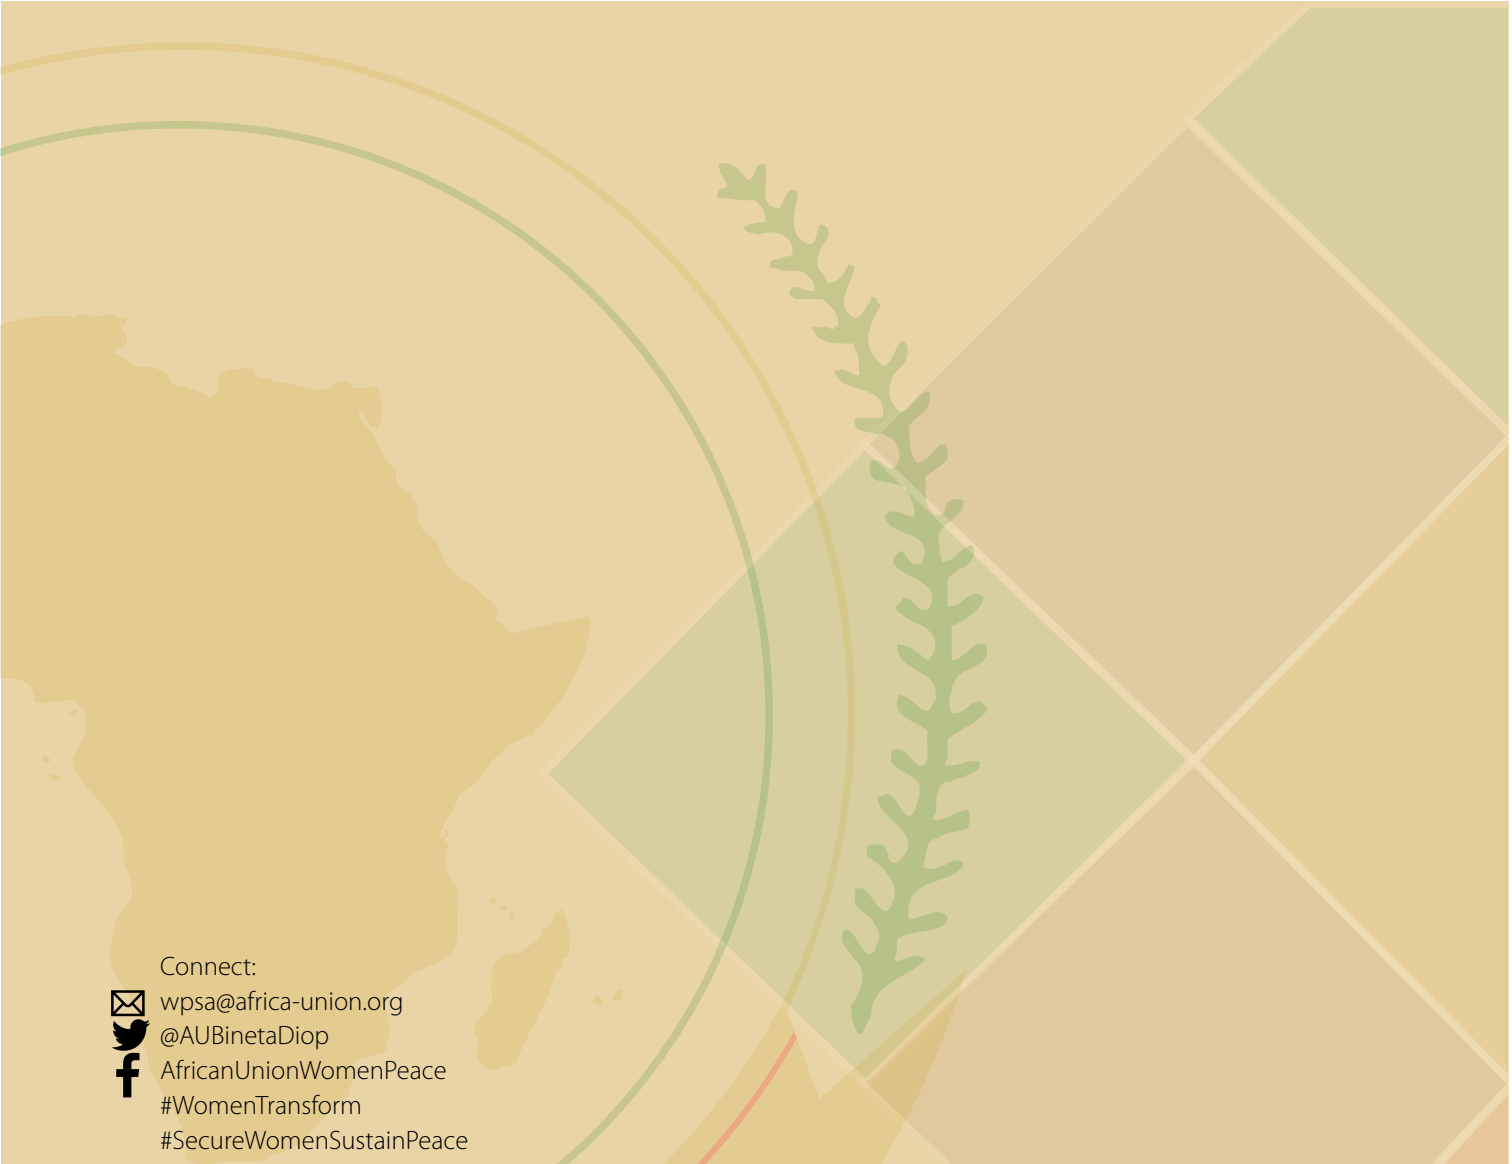 Connect:
wpsa@africa-union.org
@AUBinetaDiop
AfricanUnionWomenPeace
#WomenTransform
#SecureWomenSustainPeace